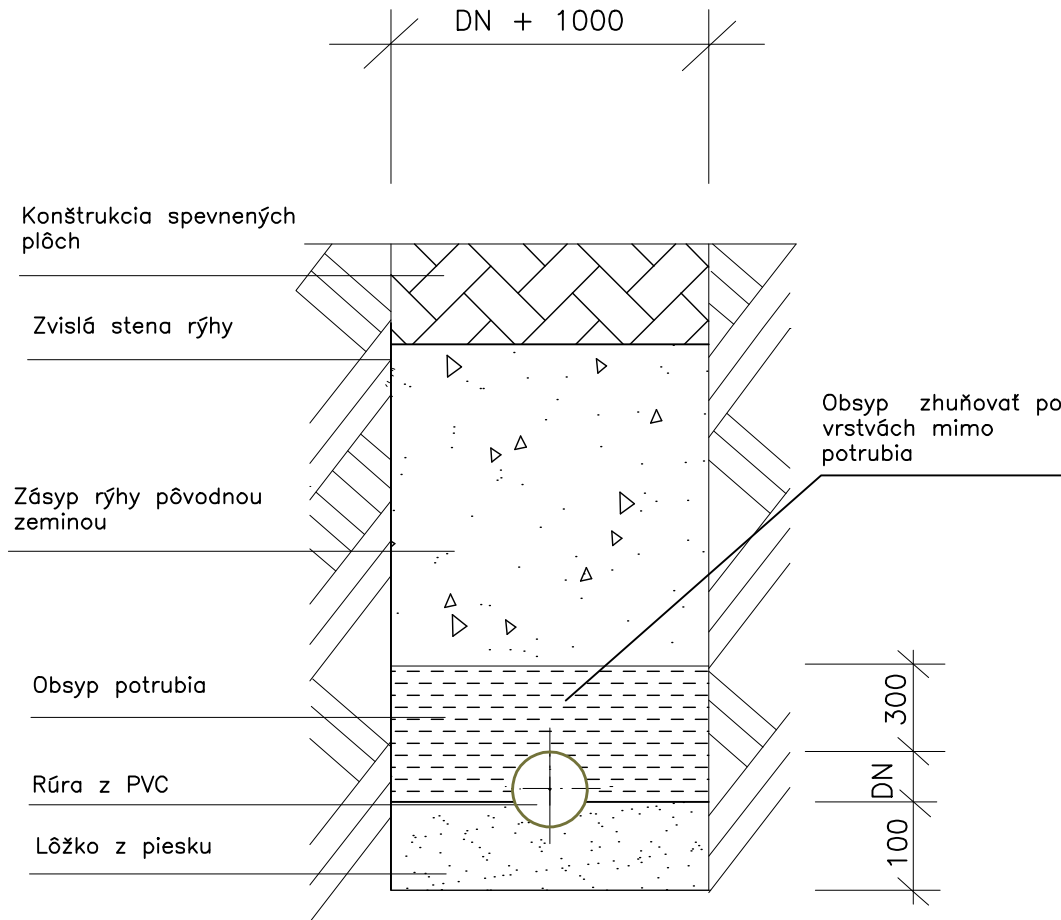 DN + 1000
Konštrukcia spevnených
plôch
Zvislá stena rýhy
Obsyp zhuňovať po
vrstvách mimo
potrubia
Zásyp rýhy pôvodnou
zeminou
Obsyp potrubia
300
Rúra z PVC
DN
Lôžko z piesku
100